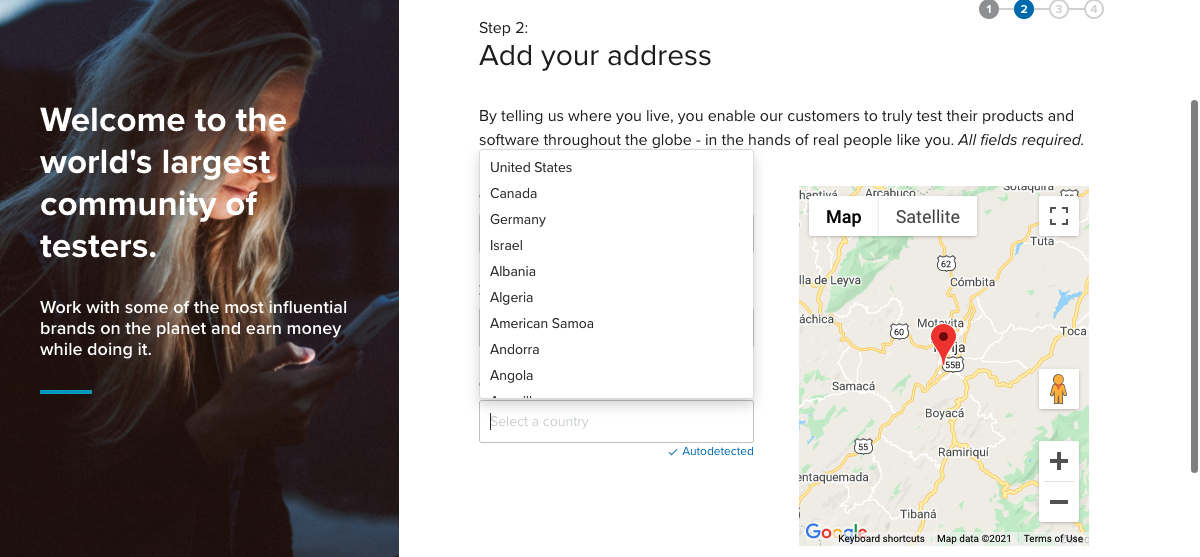 Welcome to the
world's largest
community of
testers.
Work with some of the most influential
brands on the planet and earn money
while doing it.
1
2
3
4
Step 2:
Add your address
By telling us where you live, you enable our customers to truly test their products and
software throughout the globe - in the hands of real people like you. All fields required.
United States
Canada
Germany
Israel
Albania
Algeria
American Samoa
Andorra
Angola
Select a country
Autodetected
Map
Satellite
Arcabuco
Sotaquirá
Tuta
62
Cómbita
lla de Leyva
áchica
60
Motavita
Toca
55B
Samacá
Boyacá
55
Ramiriquí
entaquemada
Tibaná
Google
Keyboard shortcuts
Map data ©2021
Terms of Use